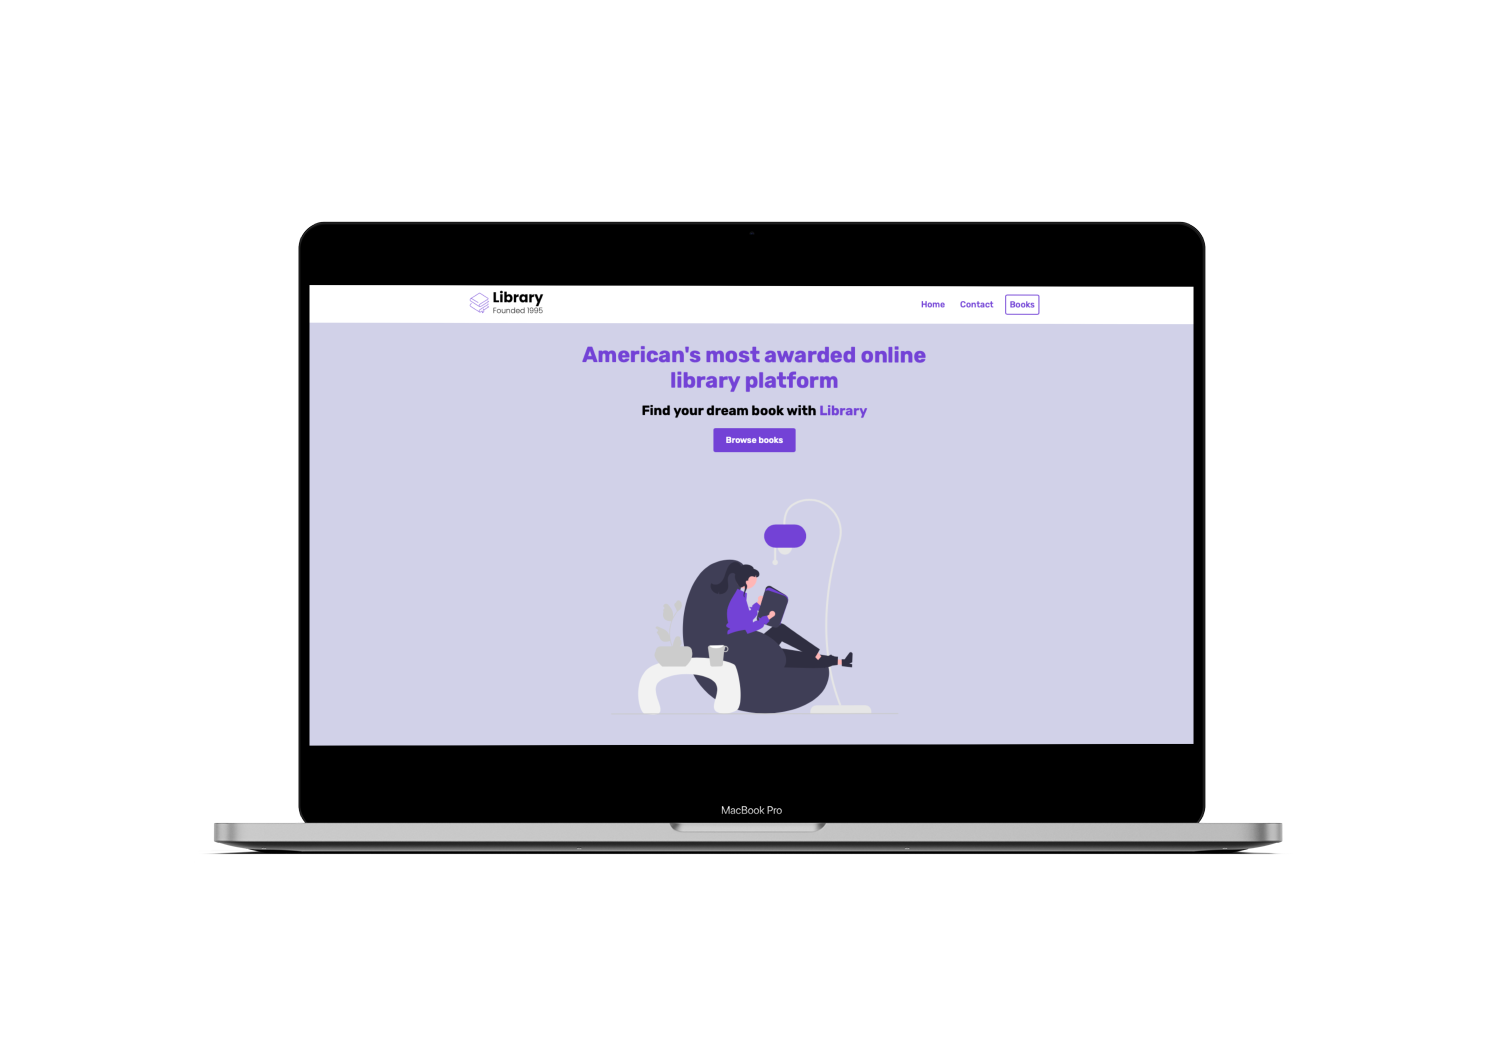 Library
Founded 1995
Home Contact Books
American's most awarded online
library platform
Find your dream book with Library
Browse books
MacBook Pro